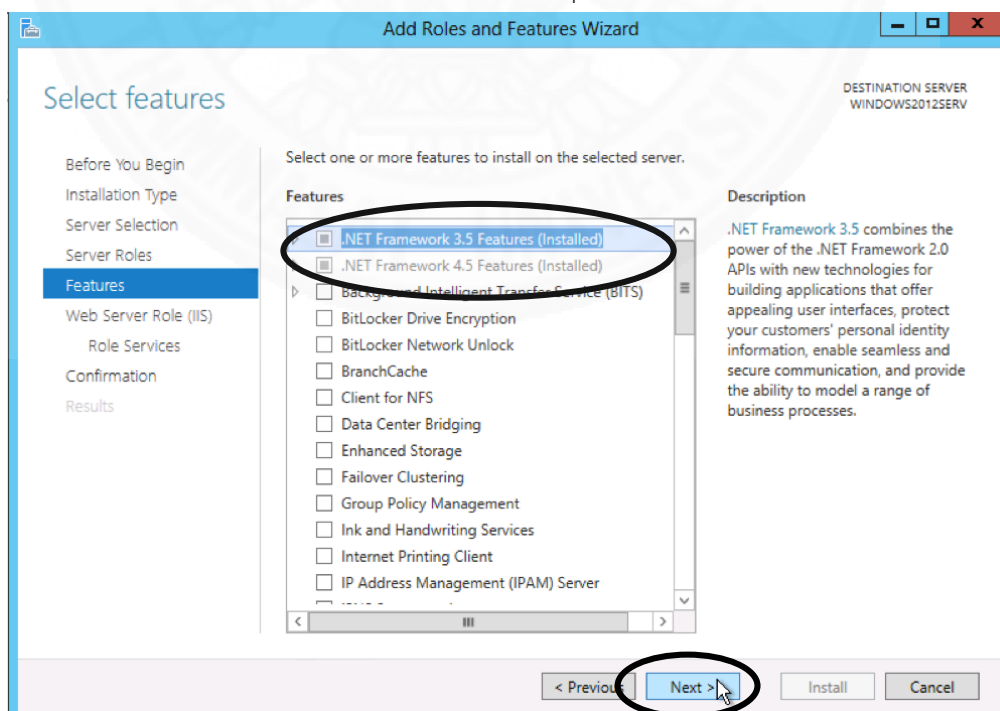 Add Roles and Features Wizard
Select features
DESTINATION SERVER
WINDOWS2012SERV
Before You Begin
Installation Type
Server Selection
Server Roles
Features
Web Server Role (IIS)
Role Services
Confirmation
Results
Select one or more features to install on the selected server.
Features
.NET Framework 3.5 Features (Installed)
.NET Framework 4.5 Features (Installed)
Background Intelligent Transfer Service (BITS)
BitLocker Drive Encryption
BitLocker Network Unlock
BranchCache
Client for NFS
Data Center Bridging
Enhanced Storage
Failover Clustering
Group Policy Management
Ink and Handwriting Services
Internet Printing Client
IP Address Management (IPAM) Server
Description
.NET Framework 3.5 combines the
power of the .NET Framework 2.0
APIs with new technologies for
building applications that offer
appealing user interfaces, protect
your customers' personal identity
information, enable seamless and
secure communication, and provide
the ability to model a range of
business processes.
< Previous
Next >
Install
Cancel